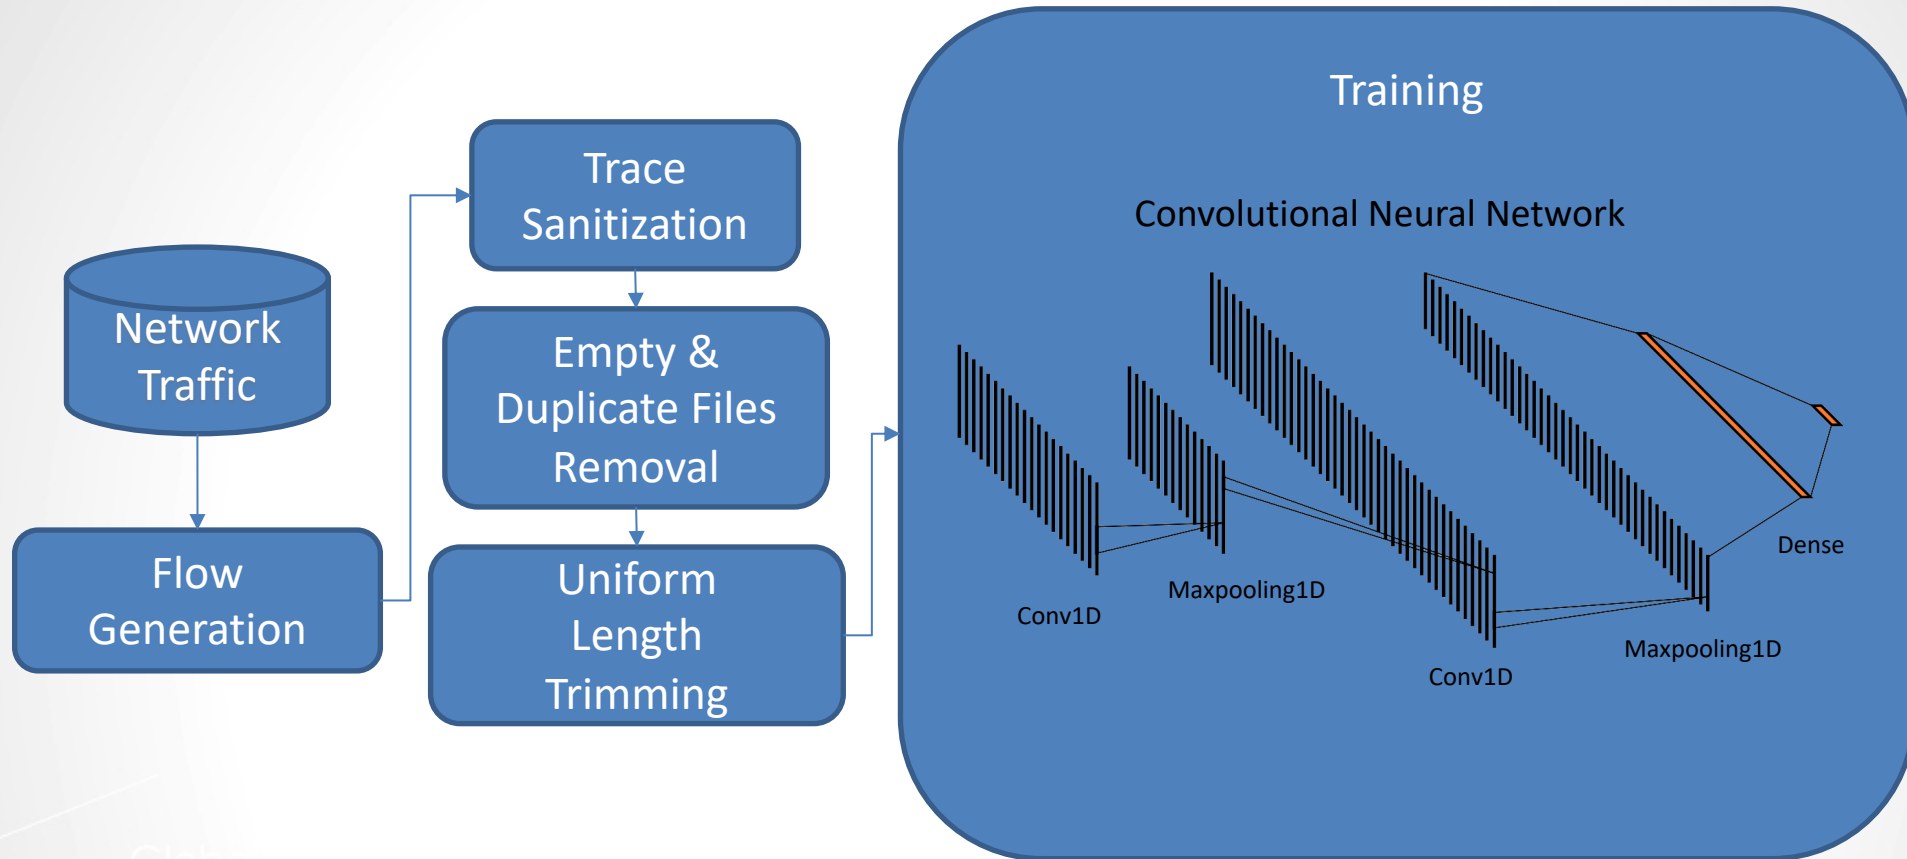 Network
Traffic
Flow
Generation
Trace
Sanitization
Empty &
Duplicate Files
Removal
Uniform
Length
Trimming
Training
Convolutional Neural Network
Conv1D
Maxpooling1D
Conv1D
Maxpooling1D
Dense